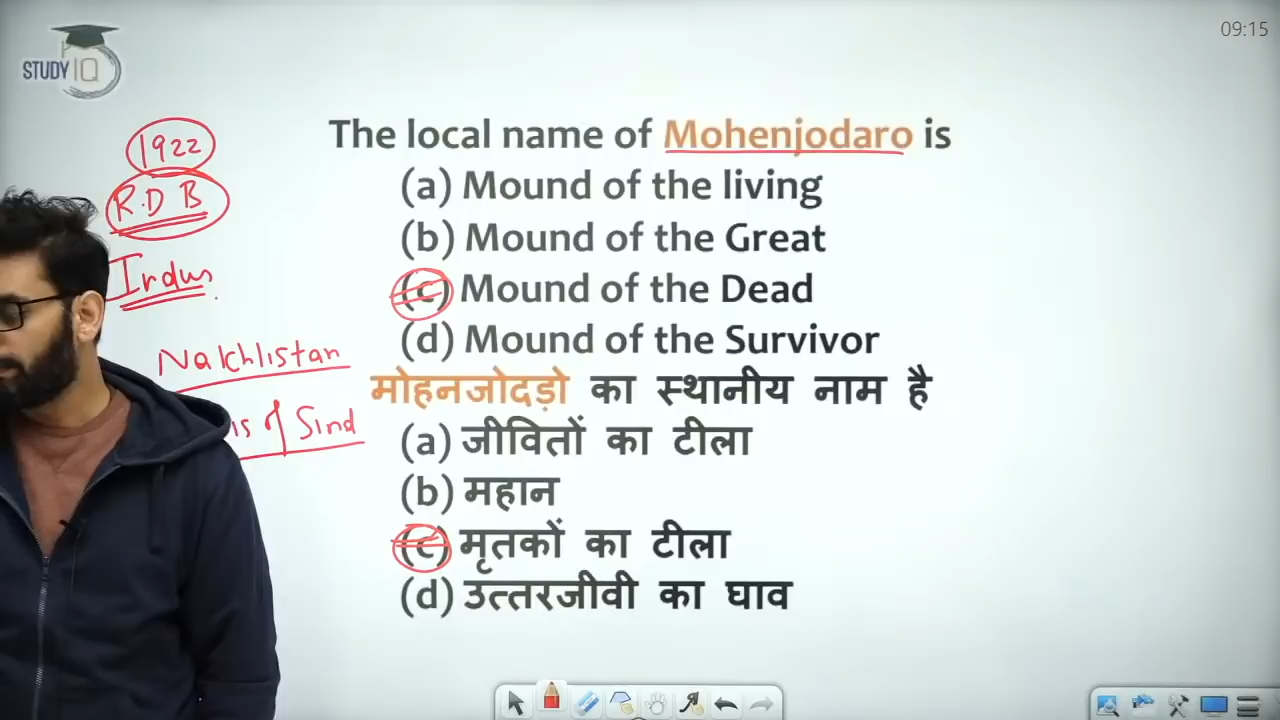 STUDY IQ
09:15
1922
R.D B
Indus
Nakhlistan
is of Sind
The local name of Mohenjodaro is
(a) Mound of the living
(b) Mound of the Great
(c) Mound of the Dead
(d) Mound of the Survivor
मोहनजोदड़ो का स्थानीय नाम है
(a) जीवितों का टीला
(b) महान
(c) मृतकों का टीला
(d) उत्तरजीवी का घाव